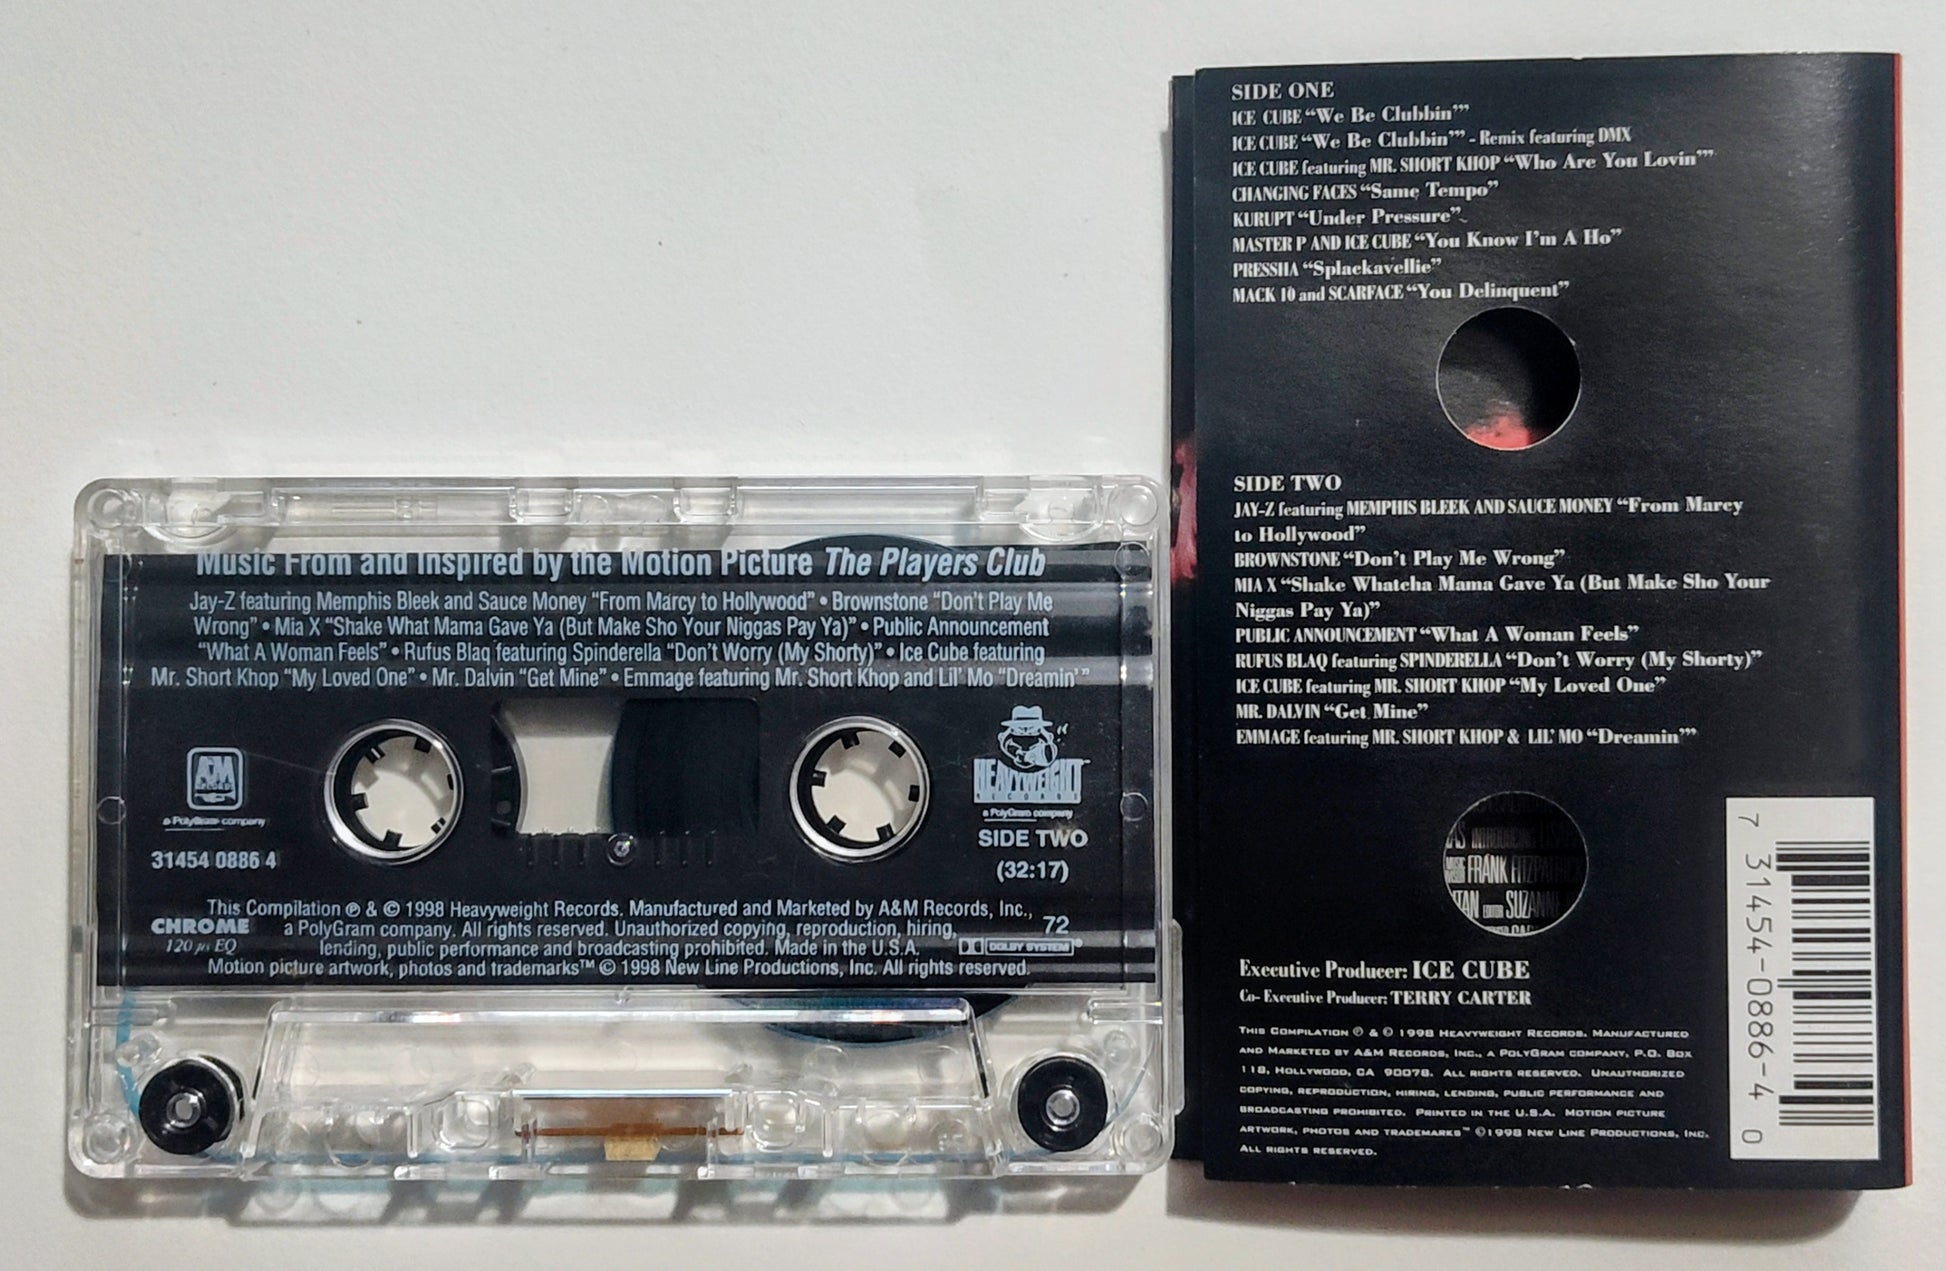 Music From and Inspired by the Motion Picture The Players Club
Jay-Z featuring Memphis Bleek and Sauce Money “From Marcy to Hollywood” • Brownstone “Don't Play Me
Wrong” • Mia X “Shake What Mama Gave Ya (But Make Sho Your Niggas Pay Ya)” • Public Announcement
“What A Woman Feels” • Rufus Blaq featuring Spinderella “Don't Worry (My Shorty)” • Ice Cube featuring
Mr. Short Khop “My Loved One” • Mr. Dalvin “Get Mine” • Emmage featuring Mr. Short Khop and Lil' Mo “Dreamin'”
A&M
RECORDS
a PolyGram company
31454 0886 4
HEAVYWEIGHT
RECORDS
a PolyGram company
SIDE TWO
(32:17)
This Compilation ℗ & © 1998 Heavyweight Records. Manufactured and Marketed by A&M Records, Inc.,
CHROME
a PolyGram company. All rights reserved. Unauthorized copying, reproduction, hiring,
72
120 µs EQ
lending, public performance and broadcasting prohibited. Made in the U.S.A.
DOLBY SYSTEM®
Motion picture artwork, photos and trademarks™ © 1998 New Line Productions, Inc. All rights reserved.
SIDE ONE
ICE CUBE “We Be Clubbin'”
ICE CUBE “We Be Clubbin'” - Remix featuring DMX
ICE CUBE featuring MR. SHORT KHOP “Who Are You Lovin'”
CHANGING FACES “Same Tempo”
KURUPT “Under Pressure”
MASTER P AND ICE CUBE “You Know I'm A Ho”
PRESSHA “Splackavellie”
MACK 10 and SCARFACE “You Delinquent”
SIDE TWO
JAY-Z featuring MEMPHIS BLEEK AND SAUCE MONEY “From Marcy
to Hollywood”
BROWNSTONE “Don't Play Me Wrong”
MIA X “Shake Whatcha Mama Gave Ya (But Make Sho Your
Niggas Pay Ya)”
PUBLIC ANNOUNCEMENT “What A Woman Feels”
RUFUS BLAQ featuring SPINDERELLA “Don't Worry (My Shorty)”
ICE CUBE featuring MR. SHORT KHOP “My Loved One”
MR. DALVIN “Get Mine”
EMMAGE featuring MR. SHORT KHOP & LIL' MO “Dreamin'”
INTRODUCING
FRANK FITZPATRICK
EDITOR SUZANNE
Executive Producer: ICE CUBE
Co- Executive Producer: TERRY CARTER
THIS COMPILATION ℗ & © 1998 HEAVYWEIGHT RECORDS. MANUFACTURED
AND MARKETED BY A&M RECORDS, INC., A POLYGRAM COMPANY, P.O. BOX
118, HOLLYWOOD, CA 90078. ALL RIGHTS RESERVED. UNAUTHORIZED
COPYING, REPRODUCTION, HIRING, LENDING, PUBLIC PERFORMANCE AND
BROADCASTING PROHIBITED. PRINTED IN THE U.S.A. MOTION PICTURE
ARTWORK, PHOTOS AND TRADEMARKS™ ©1998 NEW LINE PRODUCTIONS, INC.
ALL RIGHTS RESERVED.
7 31454-0886-4 0